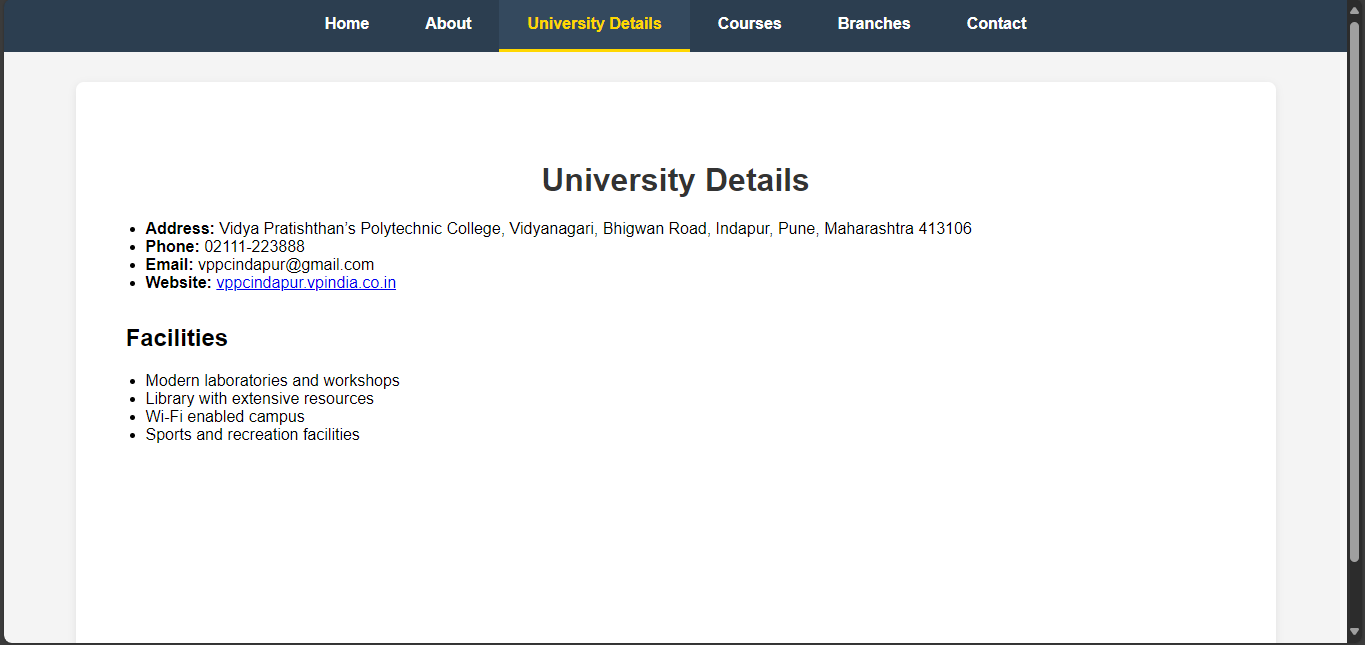 Home About University Details Courses Branches Contact
University Details
• Address: Vidya Pratishthan’s Polytechnic College, Vidyanagari, Bhigwan Road, Indapur, Pune, Maharashtra 413106
• Phone: 02111-223888
• Email: vppcindapur@gmail.com
• Website: vppcindapur.vpindia.co.in
Facilities
• Modern laboratories and workshops
• Library with extensive resources
• Wi-Fi enabled campus
• Sports and recreation facilities